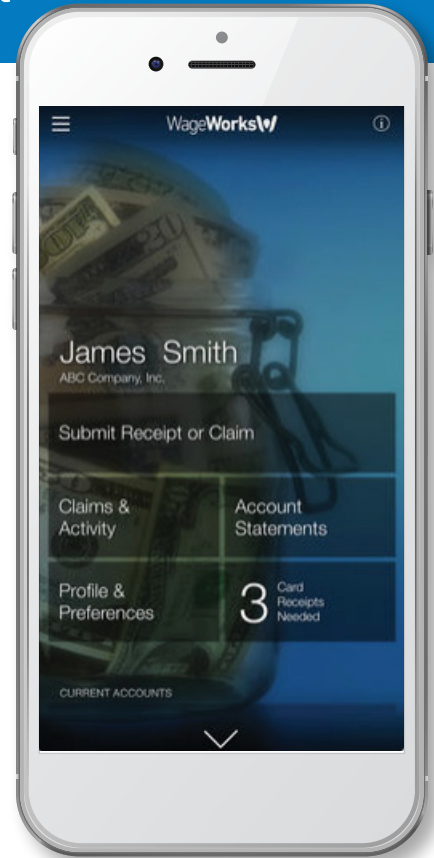 WageWorks
James Smith
ABC Company, Inc.
Submit Receipt or Claim
Claims &
Activity
Account
Statements
Profile &
Preferences
3
Card
Receipts
Needed
CURRENT ACCOUNTS